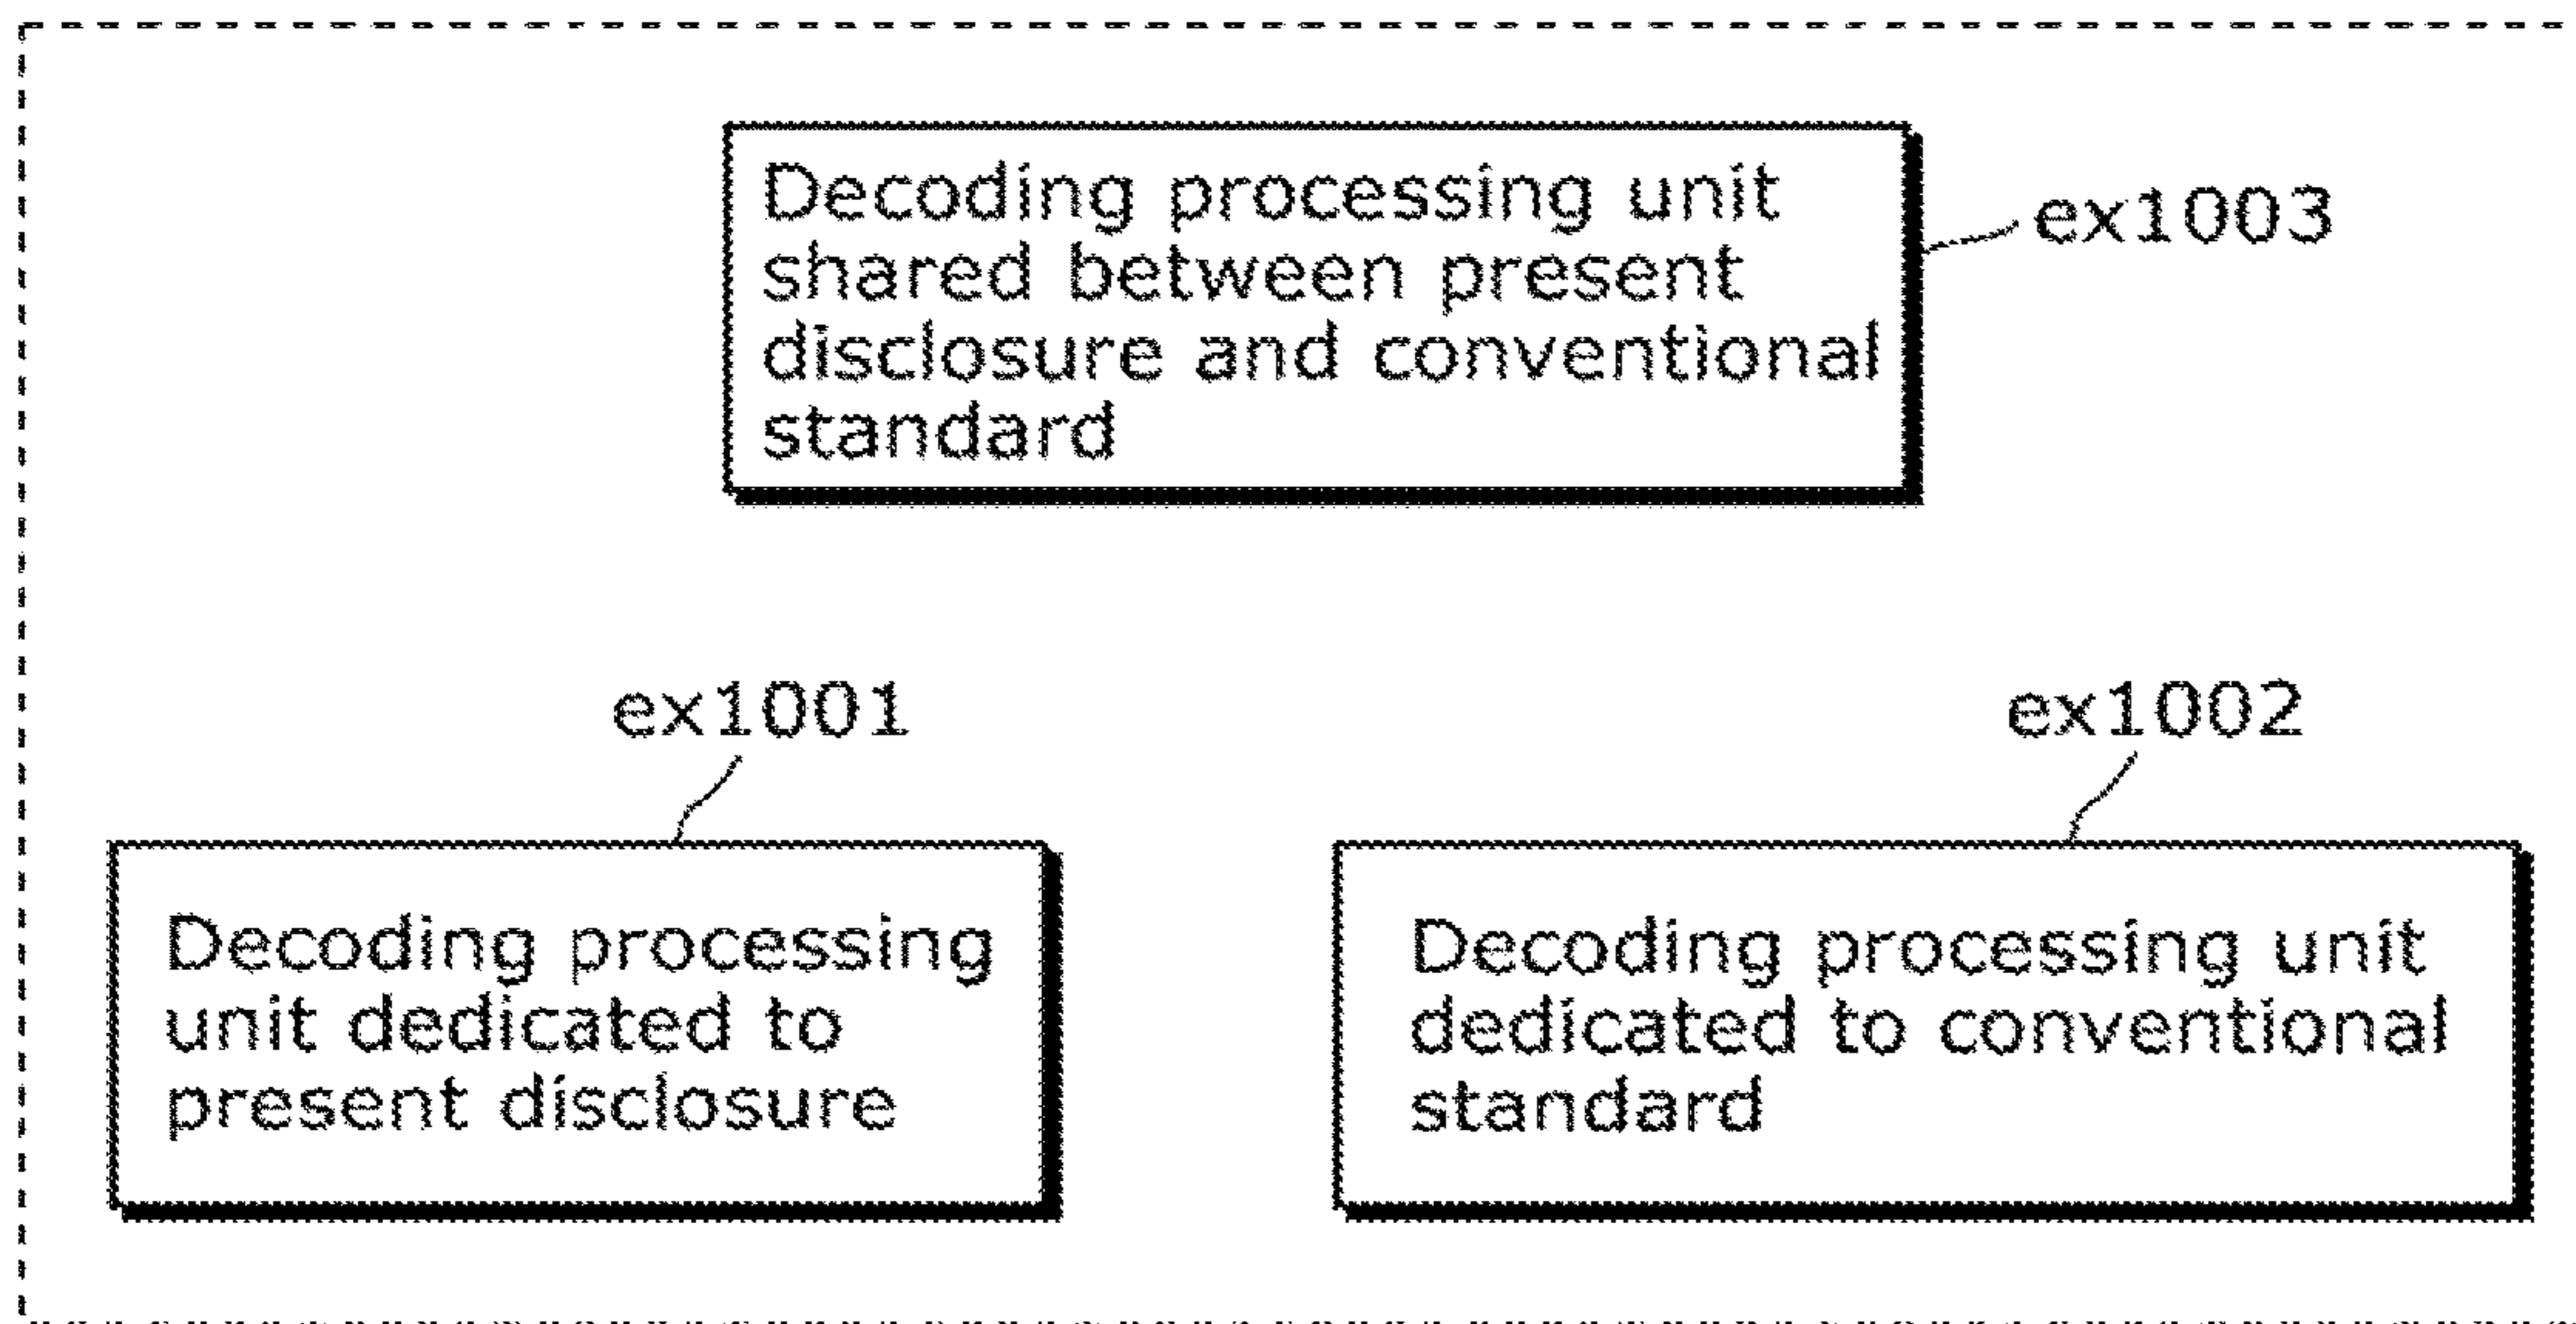 Decoding processing unit
shared between present
disclosure and conventional
standard
ex1003
ex1001
ex1002
Decoding processing
unit dedicated to
present disclosure
Decoding processing unit
dedicated to conventional
standard